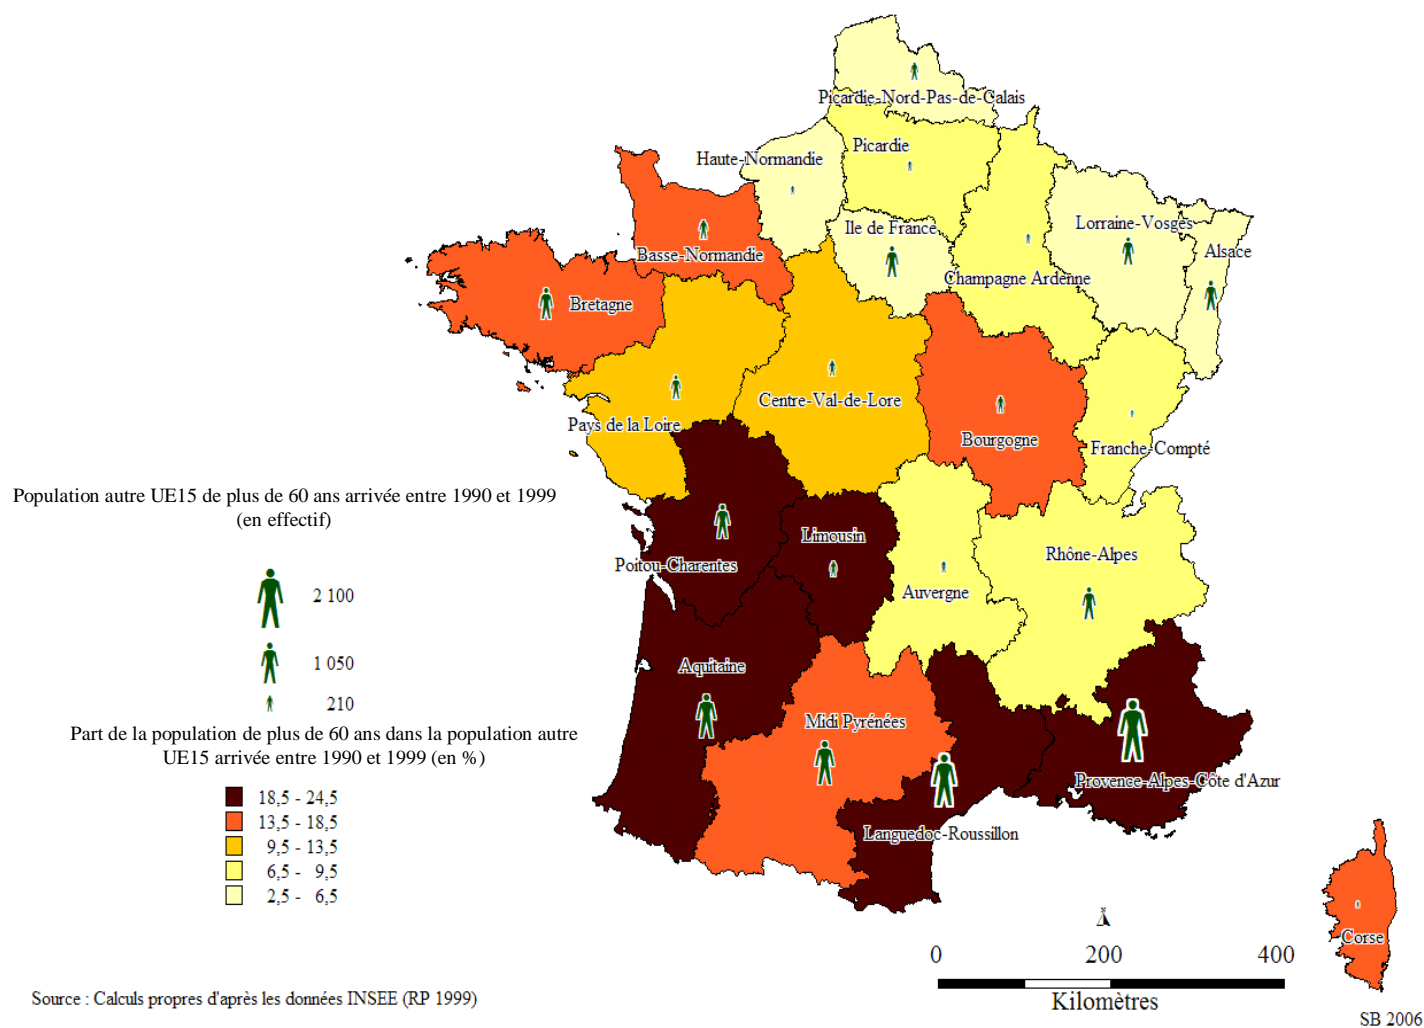 Picardie-Nord-Pas-de-Calais
Picardie
Haute-Normandie
Lorraine-Vosges
Ile de France
Alsace
Basse-Normandie
Champagne Ardenne
Bretagne
Centre-Val-de-Lore
Pays de la Loire
Bourgogne
Franche-Compté
Population autre UE15 de plus de 60 ans arrivée entre 1990 et 1999
(en effectif)
2 100
1 050
210
Part de la population de plus de 60 ans dans la population autre
UE15 arrivée entre 1990 et 1999 (en %)
18,5 - 24,5
13,5 - 18,5
9,5 - 13,5
6,5 - 9,5
2,5 - 6,5
Limousin
Rhône-Alpes
Poitou-Charentes
Auvergne
Aquitaine
Midi Pyrénées
Provence-Alpes-Côte d'Azur
Languedoc-Roussillon
Corse
N
0 200 400
Kilomètres
Source : Calculs propres d'après les données INSEE (RP 1999)
SB 2006